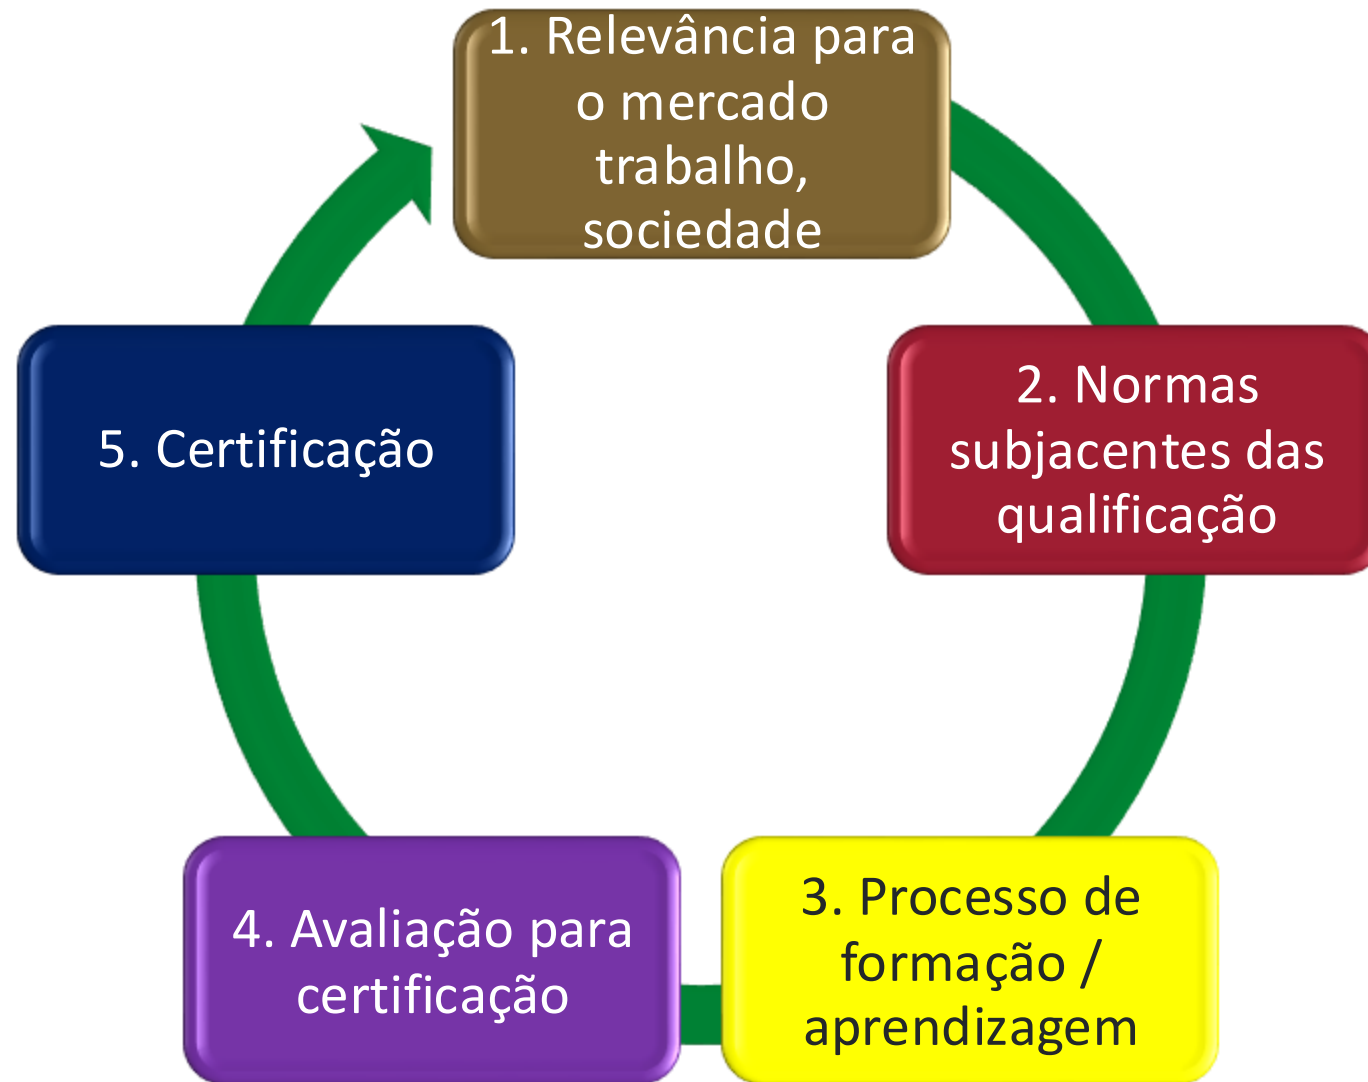 1. Relevância para
o mercado
trabalho,
sociedade
2. Normas
subjacentes das
qualificação
3. Processo de
formação /
aprendizagem
4. Avaliação para
certificação
5. Certificação